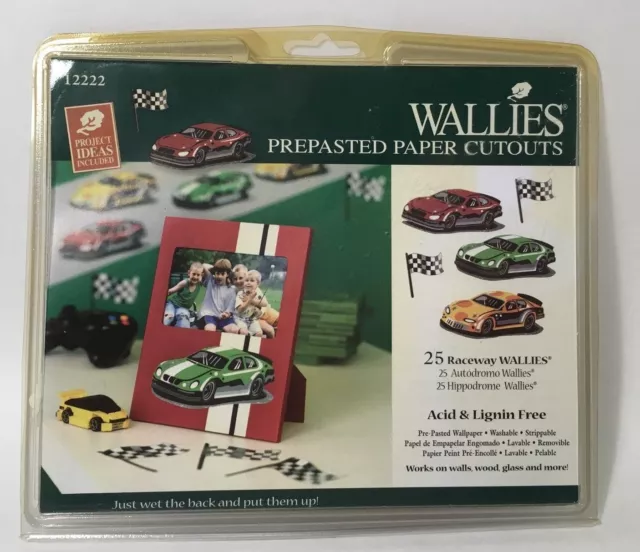 12222
PROJECT
IDEAS
INCLUDED
WALLIES®
PREPASTED PAPER CUTOUTS
25 Raceway WALLIES®
25 Autódromo Wallies®
25 Hippodrome Wallies®
Acid & Lignin Free
Pre-Pasted Wallpaper • Washable • Strippable
Papel de Empapelar Engomado • Lavable • Removible
Papier Peint Pré-Encollé • Lavable • Pelable
Works on walls, wood, glass and more!
Just wet the back and put them up!